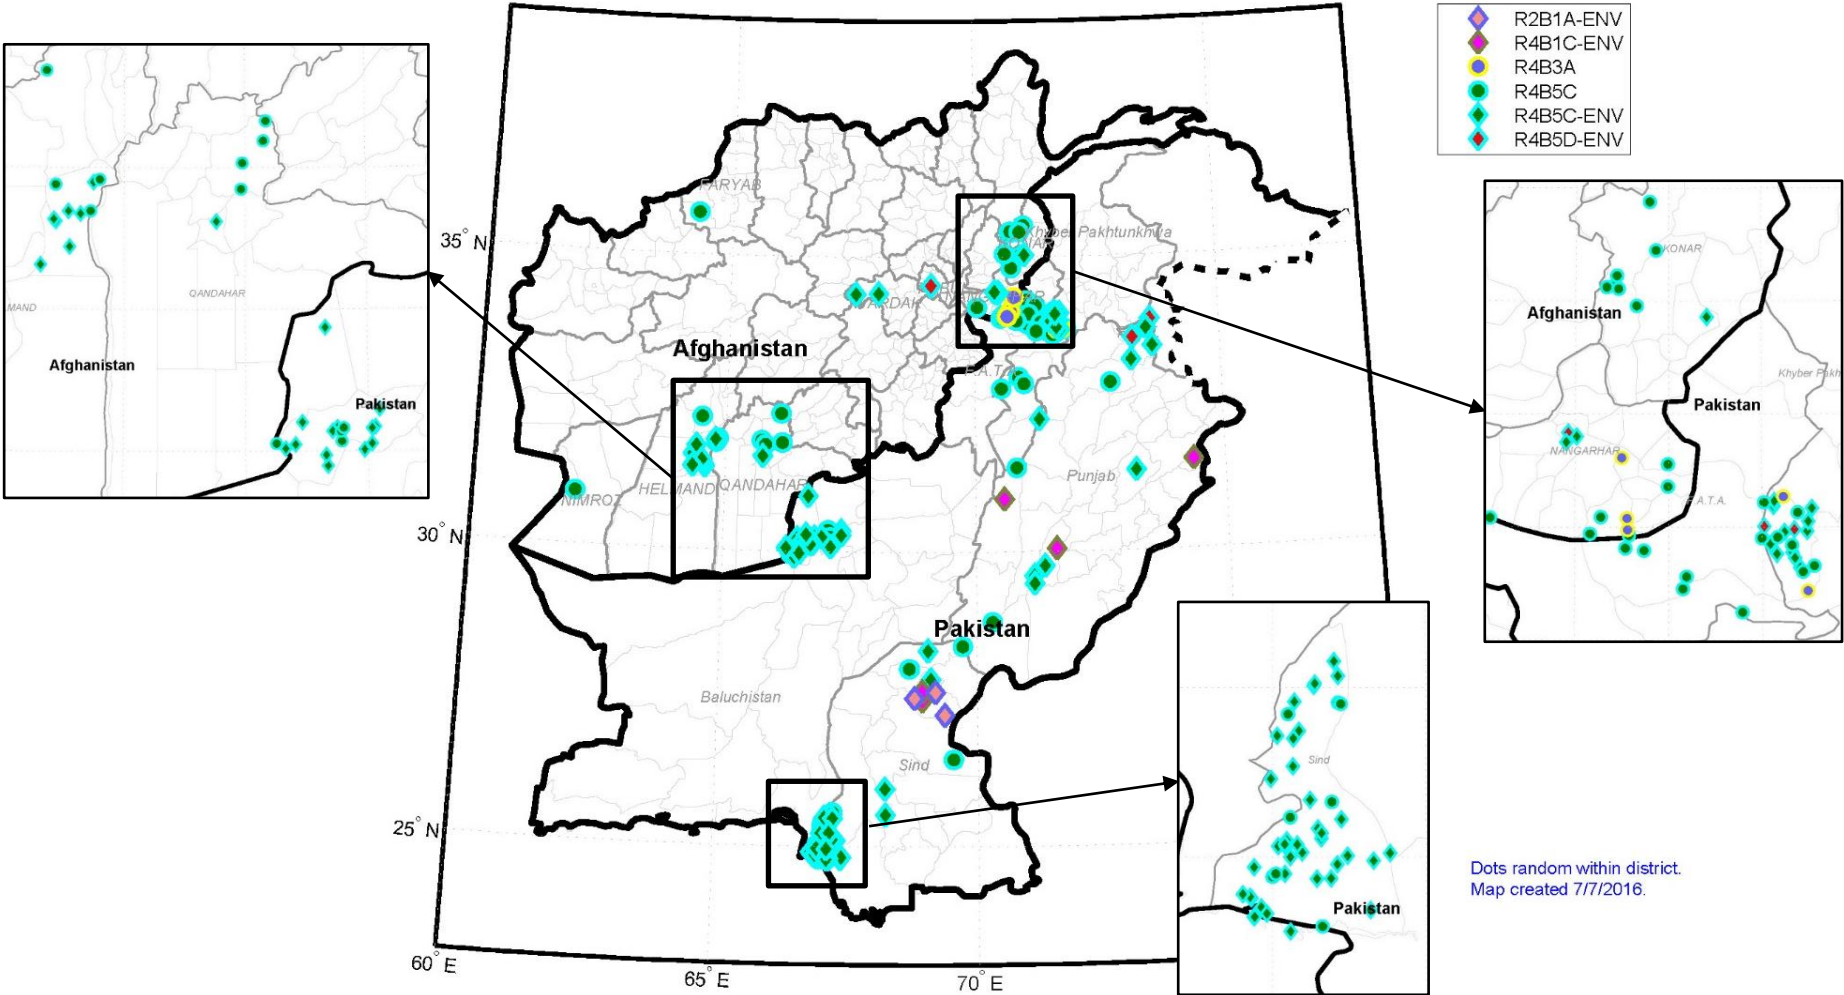 R2B1A-ENV
R4B1C-ENV
R4B3A
R4B5C
R4B5C-ENV
R4B5D-ENV
MAND
QANDAHAR
Afghanistan
Pakistan
FARYAB
35° N
Khyber Pakhtunkhwa
WARDAK
Afghanistan
F.A.T.A.
NIMROZ
HELMAND
QANDAHAR
Punjab
30° N
Pakistan
Baluchistan
Sind
25° N
60° E
65° E
70° E
KONAR
Afghanistan
Khyber Pakh
Pakistan
NANGARHAR
F.A.T.A.
Sind
Pakistan
Dots random within district.
Map created 7/7/2016.